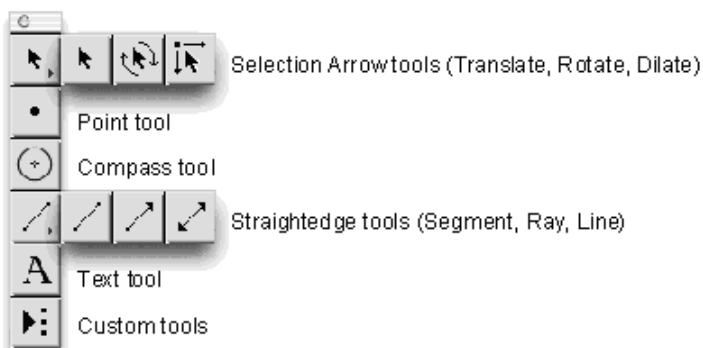 Selection Arrow tools (Translate, Rotate, Dilate)
Point tool
Compass tool
Straightedge tools (Segment, Ray, Line)
A
Text tool
Custom tools